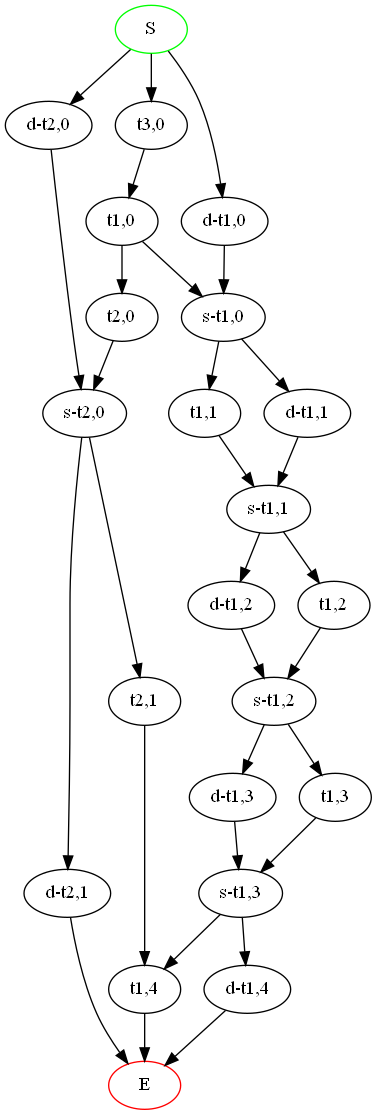 S
d-t2,0
t3,0
t1,0
d-t1,0
t2,0
s-t1,0
s-t2,0
t1,1
d-t1,1
s-t1,1
d-t1,2
t1,2
t2,1
s-t1,2
d-t1,3
t1,3
d-t2,1
s-t1,3
t1,4
d-t1,4
E